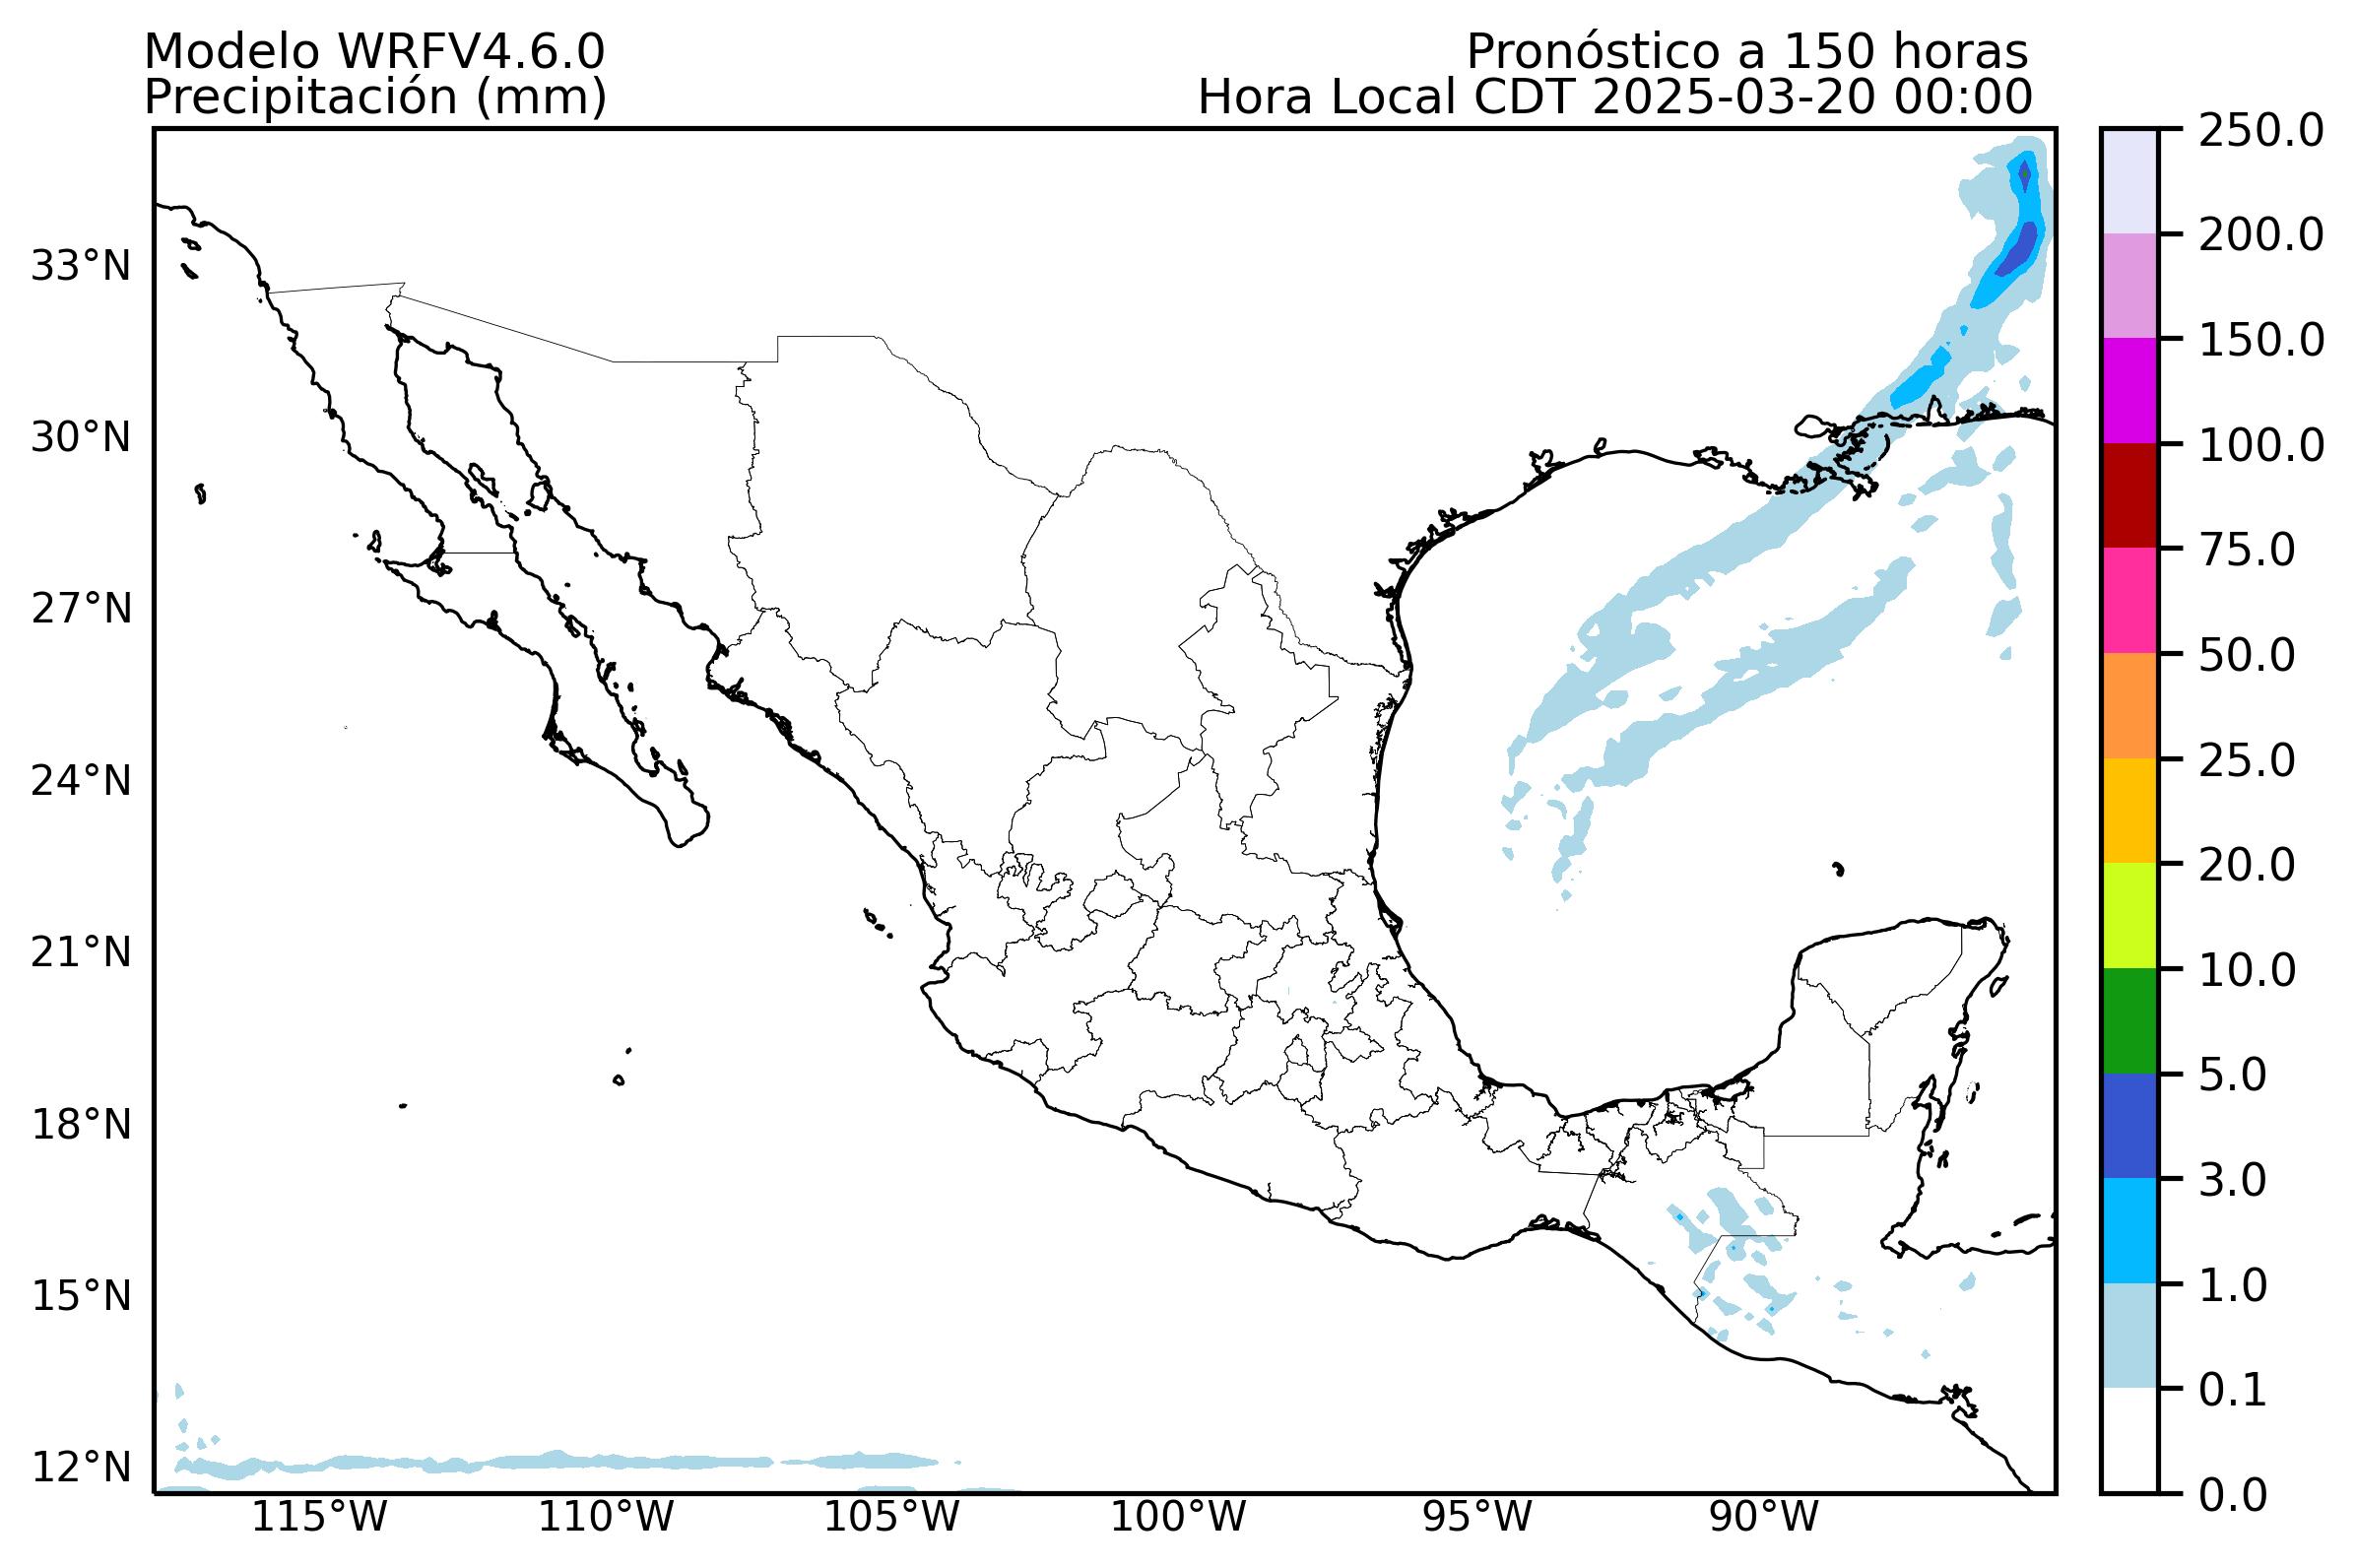 Modelo WRFV4.6.0
Pronóstico a 150 horas
Precipitación (mm)
Hora Local CDT 2025-03-20 00:00
33°N
30°N
27°N
24°N
21°N
18°N
15°N
12°N
115°W
110°W
105°W
100°W
95°W
90°W
250.0
200.0
150.0
100.0
75.0
50.0
25.0
20.0
10.0
5.0
3.0
1.0
0.1
0.0